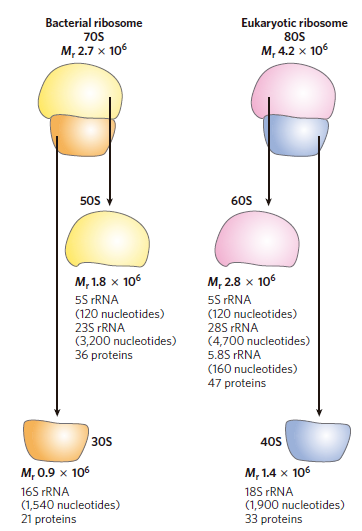 Bacterial ribosome
70S
Mr 2.7 × 10⁶
Eukaryotic ribosome
80S
Mr 4.2 × 10⁶
50S
Mr 1.8 × 10⁶
5S rRNA
(120 nucleotides)
23S rRNA
(3,200 nucleotides)
36 proteins
60S
Mr 2.8 × 10⁶
5S rRNA
(120 nucleotides)
28S rRNA
(4,700 nucleotides)
5.8S rRNA
(160 nucleotides)
47 proteins
30S
Mr 0.9 × 10⁶
16S rRNA
(1,540 nucleotides)
21 proteins
40S
Mr 1.4 × 10⁶
18S rRNA
(1,900 nucleotides)
33 proteins